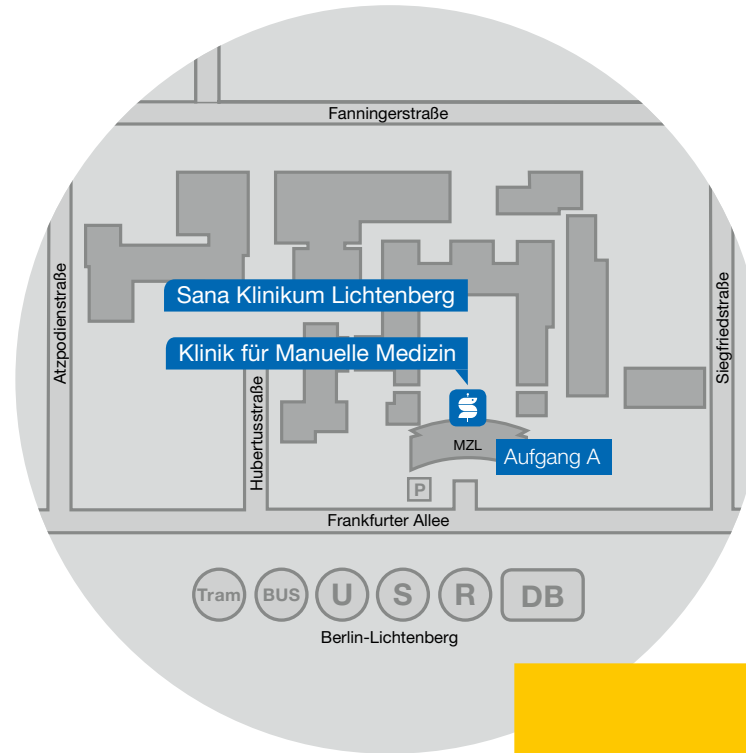 Fanningerstraße
Atzpodienstraße
Siegfriedstraße
Sana Klinikum Lichtenberg
Klinik für Manuelle Medizin
Hubertusstraße
MZL
Aufgang A
P
Frankfurter Allee
Tram BUS U S R DB
Berlin-Lichtenberg